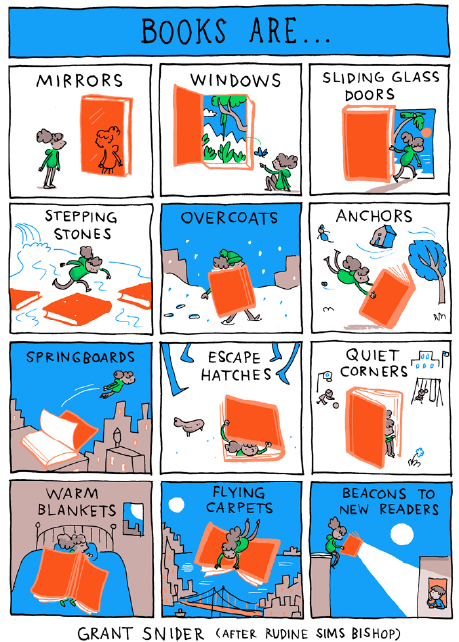 BOOKS ARE...
MIRRORS
WINDOWS
SLIDING GLASS
DOORS
STEPPING
STONES
OVERCOATS
ANCHORS
SPRINGBOARDS
ESCAPE
HATCHES
QUIET
CORNERS
WARM
BLANKETS
FLYING
CARPETS
BEACONS TO
NEW READERS
GRANT SNIDER (AFTER RUDINE SIMS BISHOP)